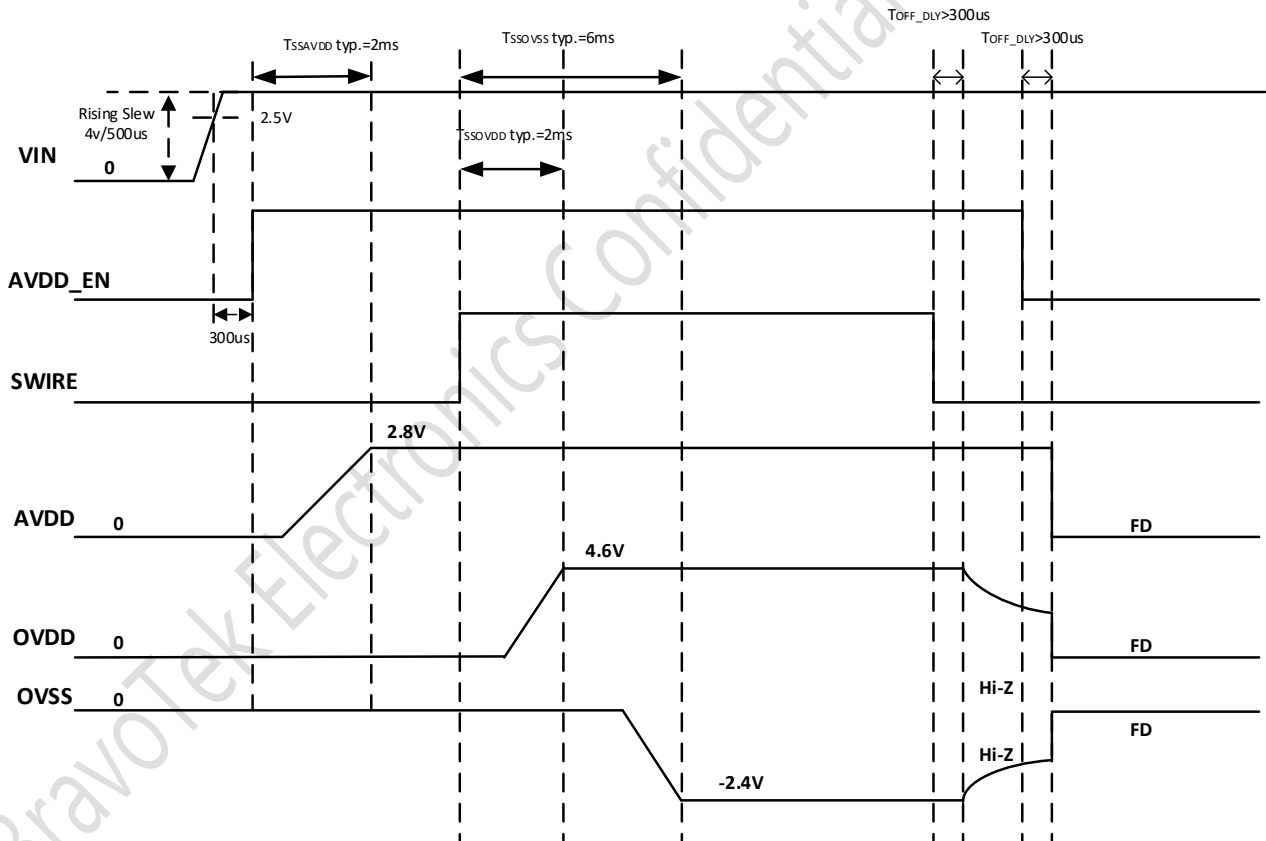 TOFF_DLY>300us
TSSAVDD typ.=2ms
TSSOVSS typ.=6ms
TOFF_DLY>300us
Rising Slew
4v/500us
2.5V
VIN
0
TSSOVDD typ.=2ms
AVDD_EN
300us
SWIRE
2.8V
AVDD
0
FD
4.6V
OVDD
0
FD
OVSS
0
Hi-Z
FD
Hi-Z
-2.4V
BravoTek Electronics Confidential